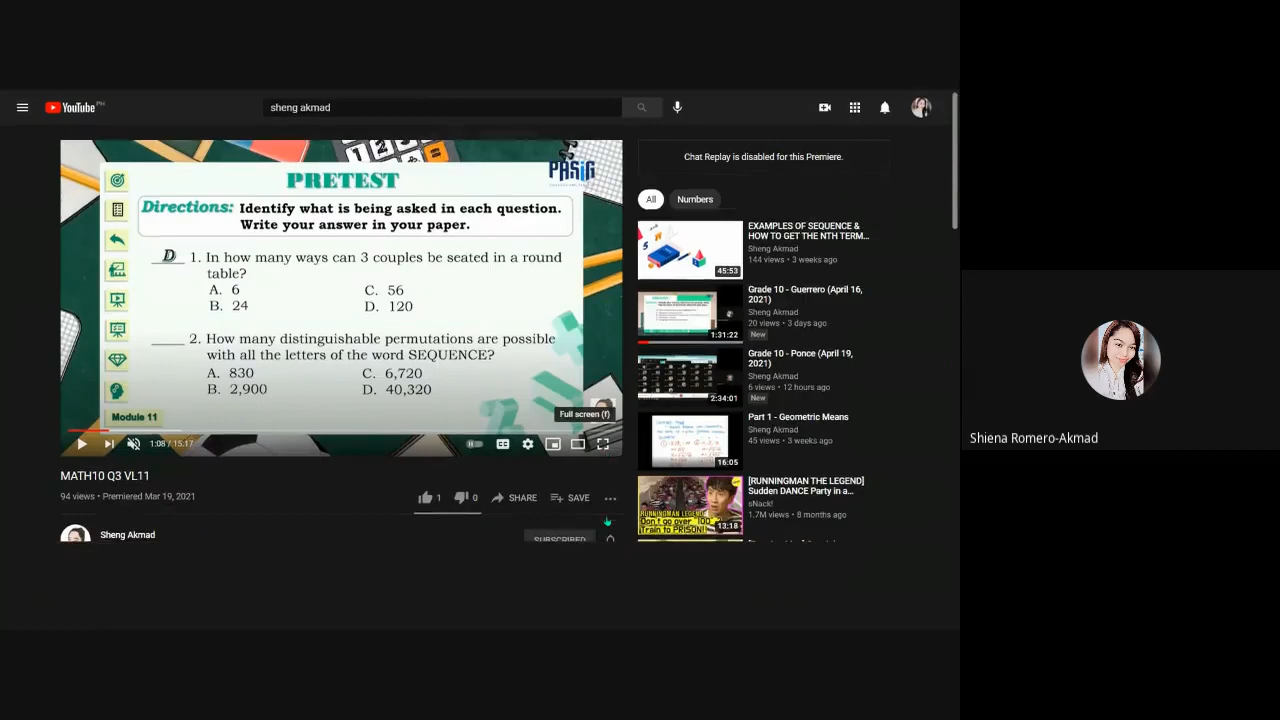 YouTube PH
sheng akmad
PASIG
PRETEST
Directions: Identify what is being asked in each question.
Write your answer in your paper.
D 1. In how many ways can 3 couples be seated in a round
table?
A. 6 C. 56
B. 24 D. 120
2. How many distinguishable permutations are possible
with all the letters of the word SEQUENCE?
A. 830 C. 6,720
B. 2,900 D. 40,320
Module 11
Full screen (f)
1:08 / 15:17
MATH10 Q3 VL11
94 views • Premiered Mar 19, 2021
1 0 SHARE SAVE
Sheng Akmad
SUBSCRIBED
Chat Replay is disabled for this Premiere.
All Numbers
EXAMPLES OF SEQUENCE &
HOW TO GET THE NTH TERM...
Sheng Akmad
144 views • 3 weeks ago
45:53
Grade 10 - Guerrero (April 16,
2021)
Sheng Akmad
20 views • 3 days ago
New
1:31:22
Grade 10 - Ponce (April 19,
2021)
Sheng Akmad
6 views • 12 hours ago
New
2:34:01
Part 1 - Geometric Means
Sheng Akmad
45 views • 3 weeks ago
16:05
[RUNNINGMAN THE LEGEND]
Sudden DANCE Party in a...
sNack!
1.7M views • 8 months ago
RUNNINGMAN LEGEND
Don't go over '100'
Train to PRISON!!
13:18
Shiena Romero-Akmad